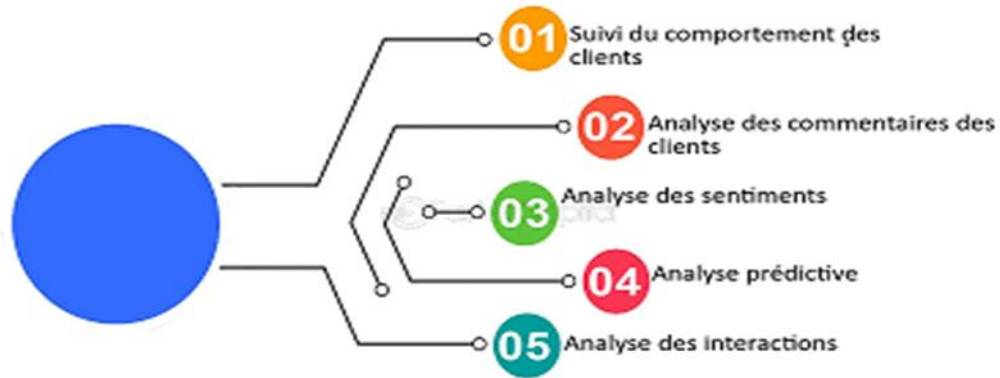 01 Suivi du comportement des
clients
02 Analyse des commentaires des
clients
03 Analyse des sentiments
04 Analyse prédictive
05 Analyse des interactions